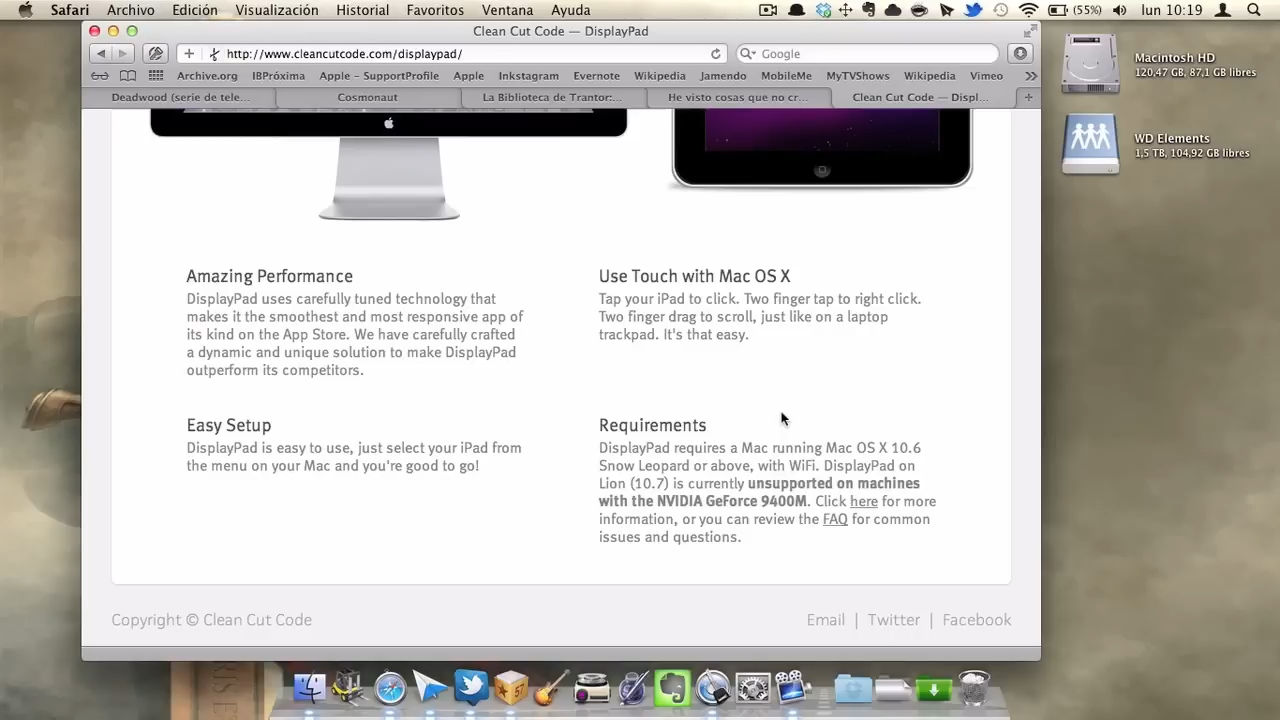 Safari Archivo Edición Visualización Historial Favoritos Ventana Ayuda (55%) lun 10:19
Clean Cut Code — DisplayPad
http://www.cleancutcode.com/displaypad/ Google
Archive.org IBPróxima Apple - SupportProfile Apple Inkstagram Evernote Wikipedia Jamendo MobileMe MyTVShows Wikipedia Vimeo
Deadwood (serie de tele... Cosmonaut La Biblioteca de Trantor:... He visto cosas que no cr... Clean Cut Code — Displ...
Macintosh HD
120,47 GB, 87,1 GB libres
WD Elements
1,5 TB, 104,92 GB libres
Amazing Performance
DisplayPad uses carefully tuned technology that
makes it the smoothest and most responsive app of
its kind on the App Store. We have carefully crafted
a dynamic and unique solution to make DisplayPad
outperform its competitors.
Use Touch with Mac OS X
Tap your iPad to click. Two finger tap to right click.
Two finger drag to scroll, just like on a laptop
trackpad. It's that easy.
Easy Setup
DisplayPad is easy to use, just select your iPad from
the menu on your Mac and you're good to go!
Requirements
DisplayPad requires a Mac running Mac OS X 10.6
Snow Leopard or above, with WiFi. DisplayPad on
Lion (10.7) is currently unsupported on machines
with the NVIDIA GeForce 9400M. Click here for more
information, or you can review the FAQ for common
issues and questions.
Copyright © Clean Cut Code
Email | Twitter | Facebook